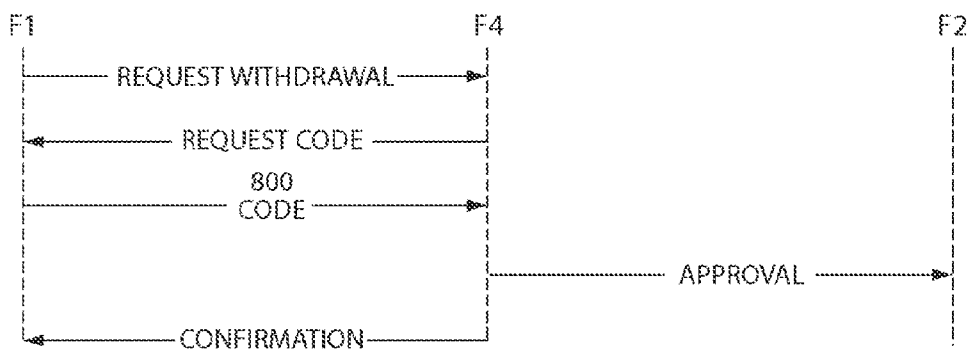 F1 F4 F2
REQUEST WITHDRAWAL
REQUEST CODE
800
CODE
APPROVAL
CONFIRMATION